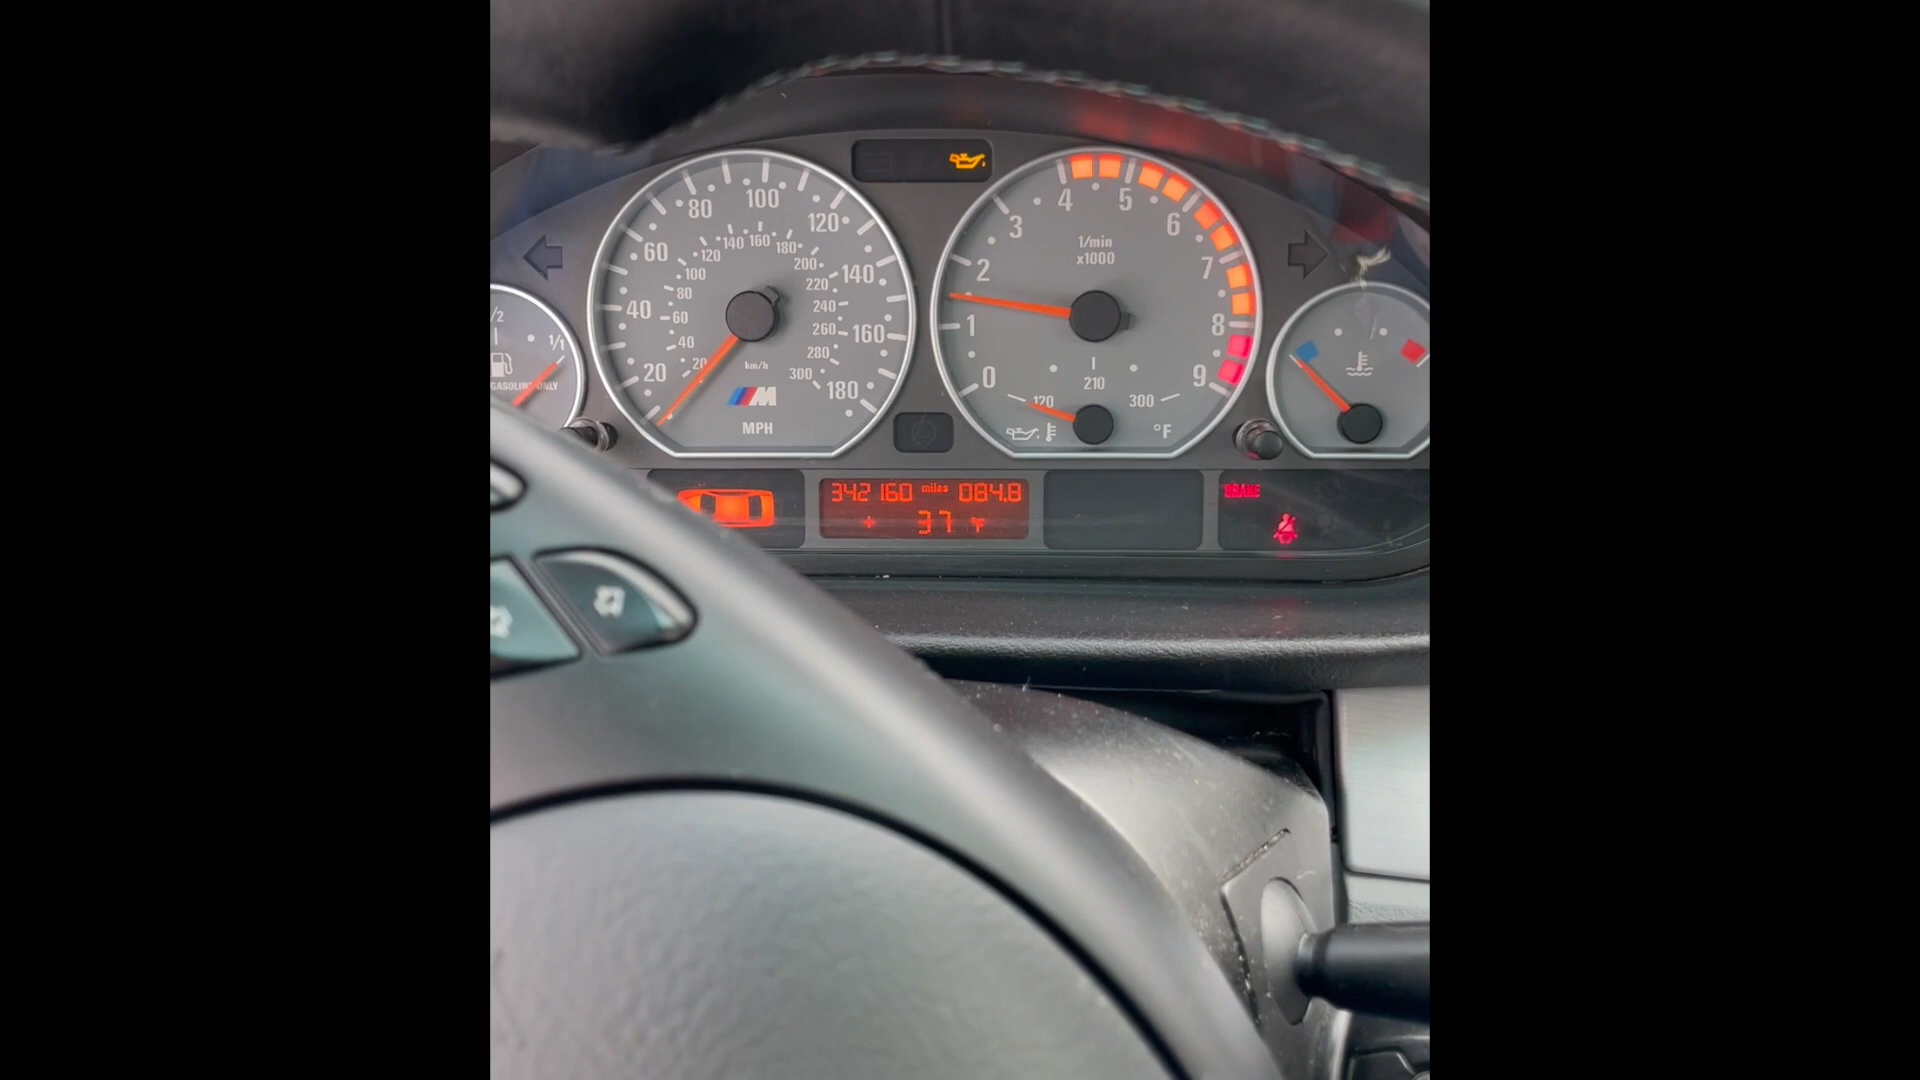 80 100 120
60 140
40 160
20 180
20 40 60 80 100 120 140 160 180 200 220 240 260 280 300
km/h
M
MPH
1/2
1/1
GASOLINE ONLY
0 1 2 3 4 5 6 7 8 9
1/min
x1000
120 210 300
°F
342160 miles 084.8
+ 37 °F
BRAKE